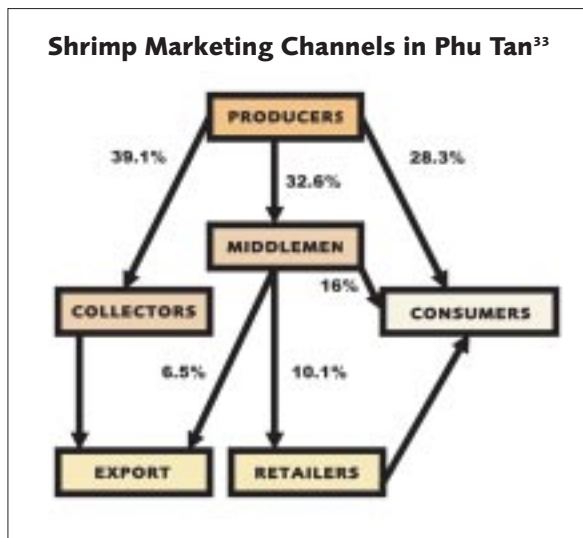 Shrimp Marketing Channels in Phu Tan³³
PRODUCERS
39.1%
32.6%
28.3%
MIDDLEMEN
16%
COLLECTORS
CONSUMERS
6.5%
10.1%
EXPORT
RETAILERS